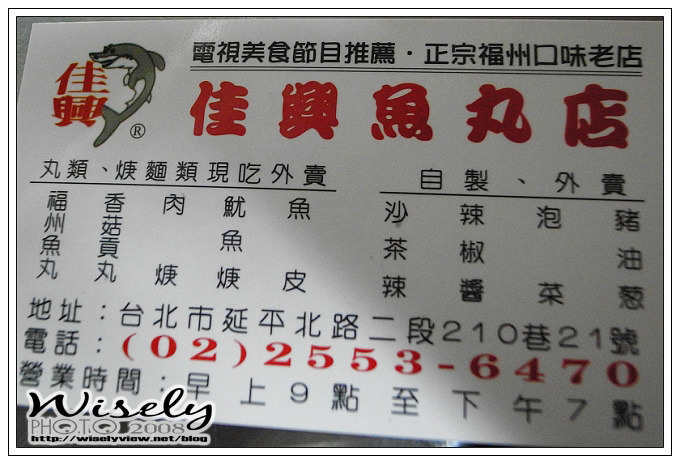 電視美食節目推薦・正宗福州口味老店
佳興
®
佳興魚丸店
丸類、焿麵類現吃外賣
福州魚丸
香菇貢丸
肉焿
魷魚焿
魚皮
自製、外賣
沙茶辣
辣椒醬
泡菜
豬油葱
地址：台北市延平北路二段210巷21號
電話：(02)2553-6470
營業時間：早上9點至下午7點
Wisely
PHOTO 2008
http://wiselyview.net/blog